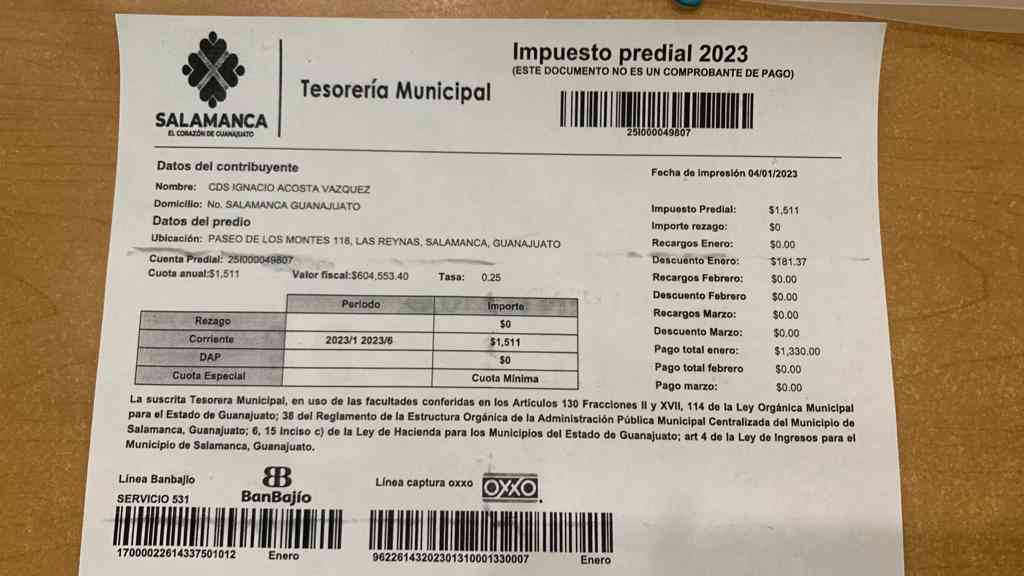 Impuesto predial 2023
(ESTE DOCUMENTO NO ES UN COMPROBANTE DE PAGO)
Tesorería Municipal
SALAMANCA
EL CORAZÓN DE GUANAJUATO
25I000049807
Datos del contribuyente
Nombre: CDS IGNACIO ACOSTA VAZQUEZ
Domicilio: No. SALAMANCA GUANAJUATO
Datos del predio
Ubicación: PASEO DE LOS MONTES 118, LAS REYNAS, SALAMANCA, GUANAJUATO
Cuenta Predial: 25I000049807
Cuota anual:$1,511 Valor fiscal:$604,553.40 Tasa: 0.25
Fecha de impresión 04/01/2023
Impuesto Predial: $1,511
Importe rezago: $0
Recargos Enero: $0.00
Descuento Enero: $181.37
Recargos Febrero: $0.00
Descuento Febrero $0.00
Recargos Marzo: $0.00
Descuento Marzo: $0.00
Pago total enero: $1,330.00
Pago total febrero $0.00
Pago marzo: $0.00
Periodo Importe
Rezago $0
Corriente 2023/1 2023/6 $1,511
DAP $0
Cuota Especial Cuota Mínima
La suscrita Tesorera Municipal, en uso de las facultades conferidas en los Artículos 130 Fracciones II y XVII, 114 de la Ley Orgánica Municipal
para el Estado de Guanajuato; 38 del Reglamento de la Estructura Orgánica de la Administración Pública Municipal Centralizada del Municipio de
Salamanca, Guanajuato; 6, 15 Inciso c) de la Ley de Hacienda para los Municipios del Estado de Guanajuato; art 4 de la Ley de Ingresos para el
Municipio de Salamanca, Guanajuato.
Línea Banbajio
SERVICIO 531
BanBajío
Línea captura oxxo OXXO
17000022614337501012 Enero
96226143202301310001330007 Enero